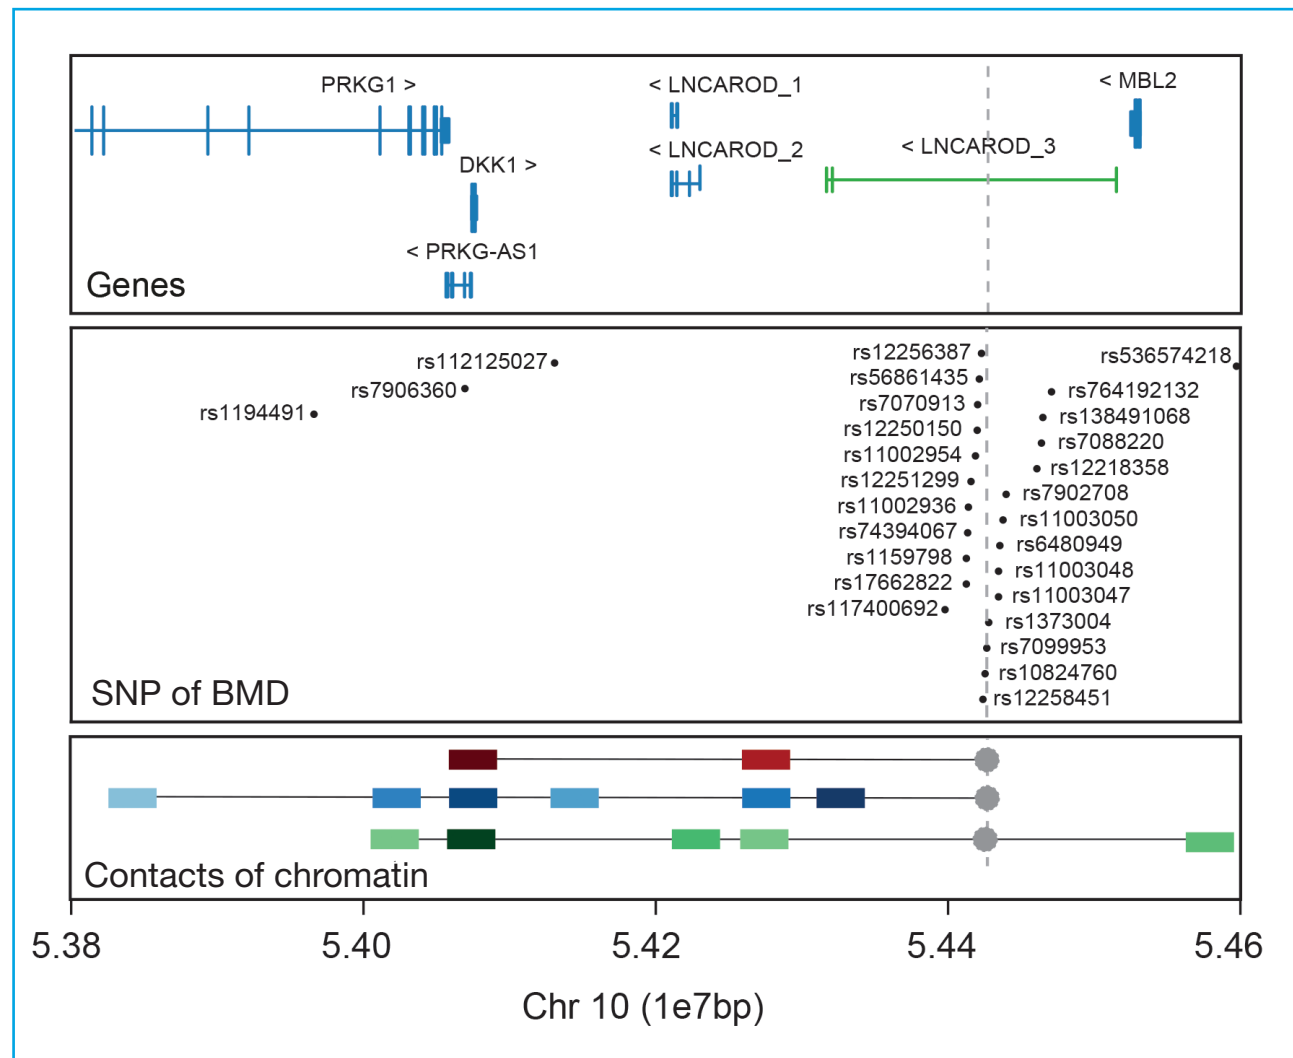 PRKG1 >
< LNCAROD_1
< MBL2
< LNCAROD_2
< LNCAROD_3
DKK1 >
< PRKG-AS1
Genes
rs112125027
rs7906360
rs1194491
rs12256387
rs56861435
rs7070913
rs12250150
rs11002954
rs12251299
rs11002936
rs74394067
rs1159798
rs17662822
rs117400692
rs536574218
rs764192132
rs138491068
rs7088220
rs12218358
rs7902708
rs11003050
rs6480949
rs11003048
rs11003047
rs1373004
rs7099953
rs10824760
rs12258451
SNP of BMD
Contacts of chromatin
5.38 5.40 5.42 5.44 5.46
Chr 10 (1e7bp)